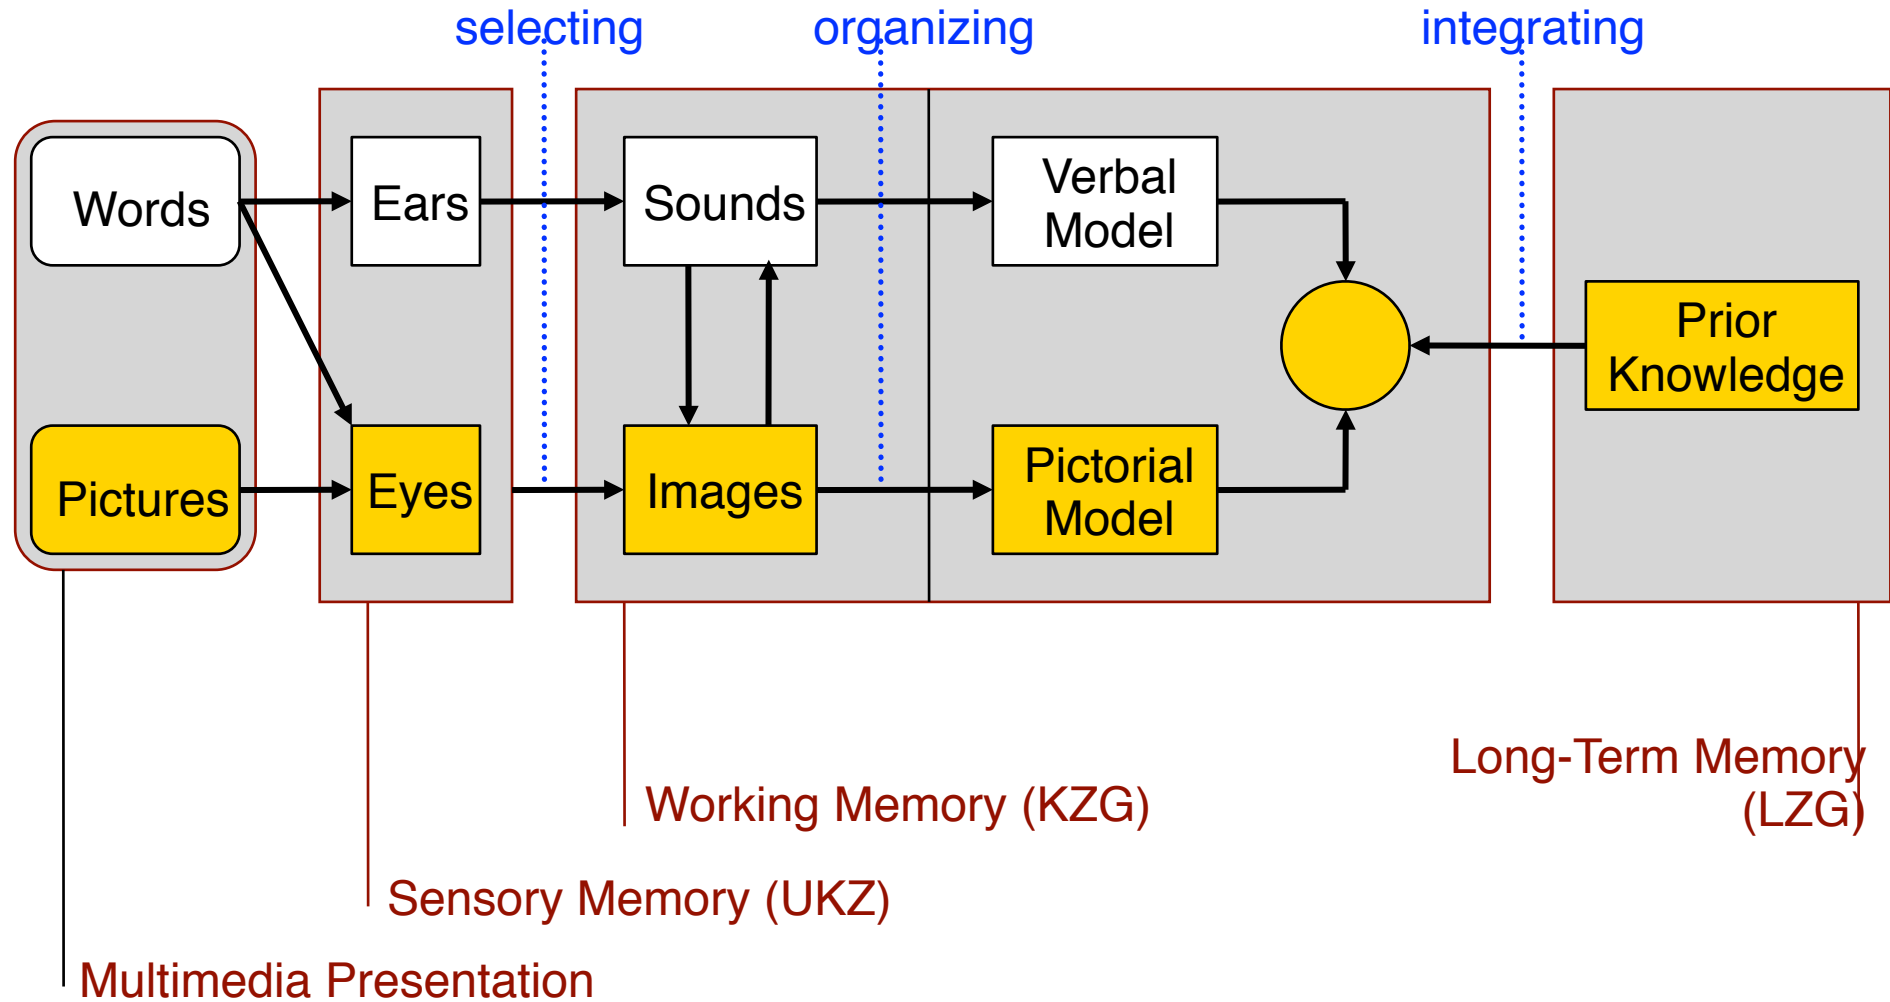 selecting
organizing
integrating
Words
Ears
Sounds
Verbal
Model
Prior
Knowledge
Pictures
Eyes
Images
Pictorial
Model
Long-Term Memory
(LZG)
Working Memory (KZG)
Sensory Memory (UKZ)
Multimedia Presentation